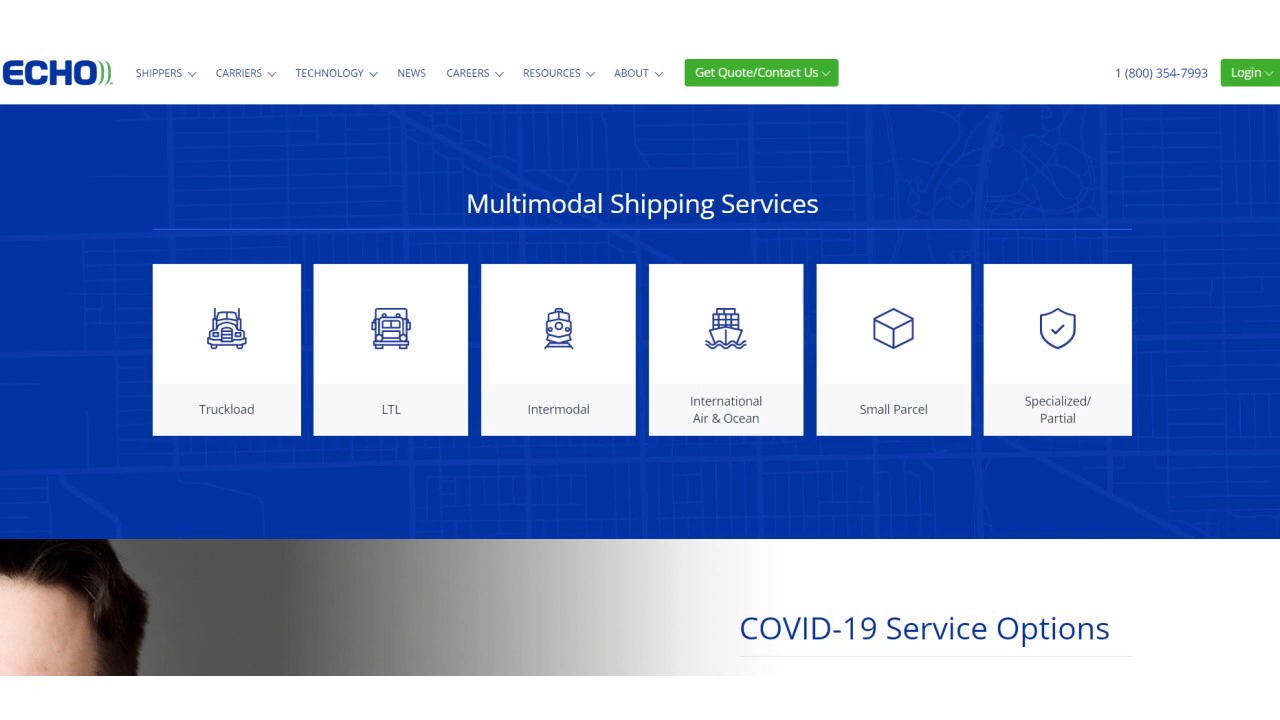 ECHO
SHIPPERS CARRIERS TECHNOLOGY NEWS CAREERS RESOURCES ABOUT Get Quote/Contact Us 1 (800) 354-7993 Login
Multimodal Shipping Services
Truckload
LTL
Intermodal
International
Air & Ocean
Small Parcel
Specialized/
Partial
COVID-19 Service Options